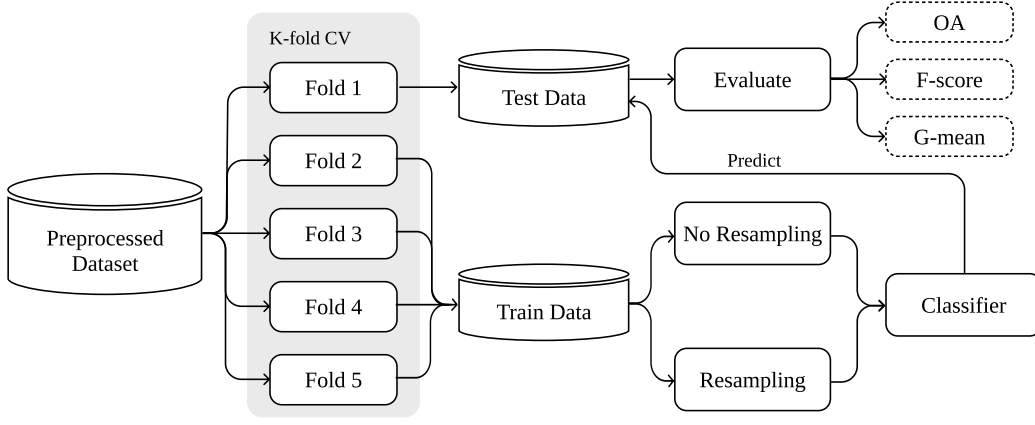 K-fold CV
Fold 1
Fold 2
Fold 3
Fold 4
Fold 5
Preprocessed
Dataset
Test Data
Train Data
Evaluate
OA
F-score
G-mean
Predict
No Resampling
Resampling
Classifier